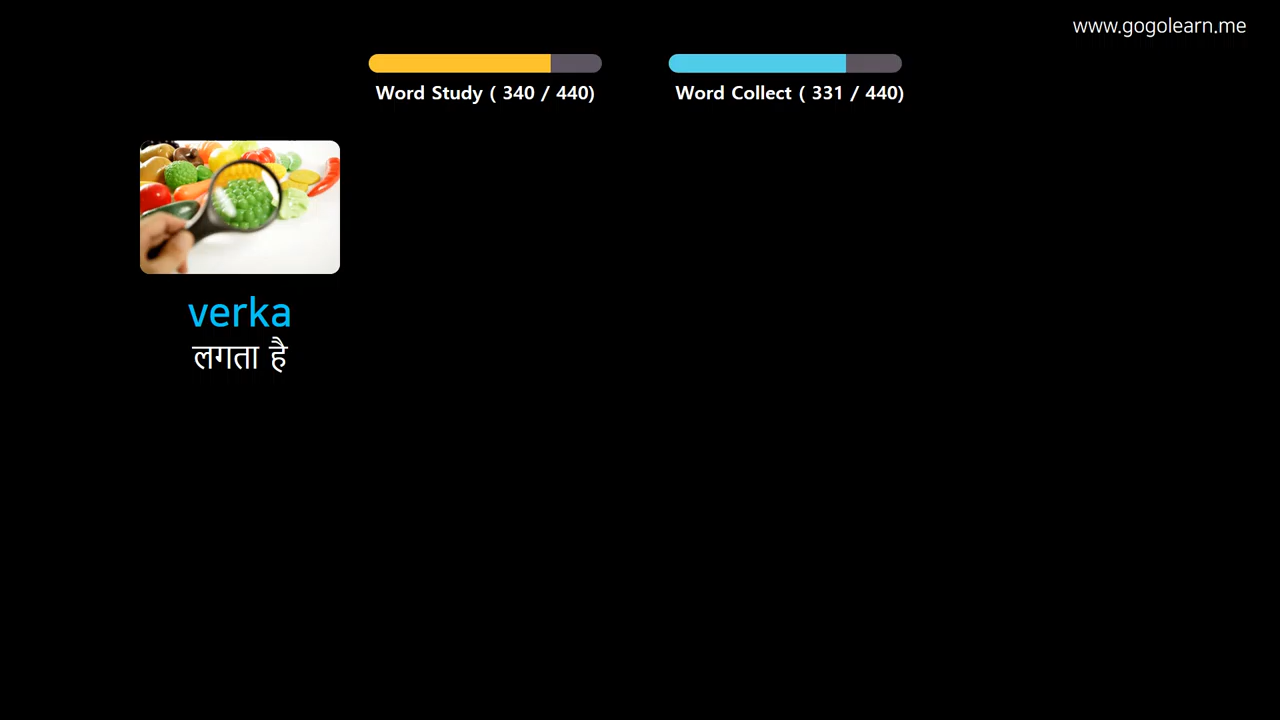 www.gogolearn.me
Word Study ( 340 / 440)
Word Collect ( 331 / 440)
verka
लगता है